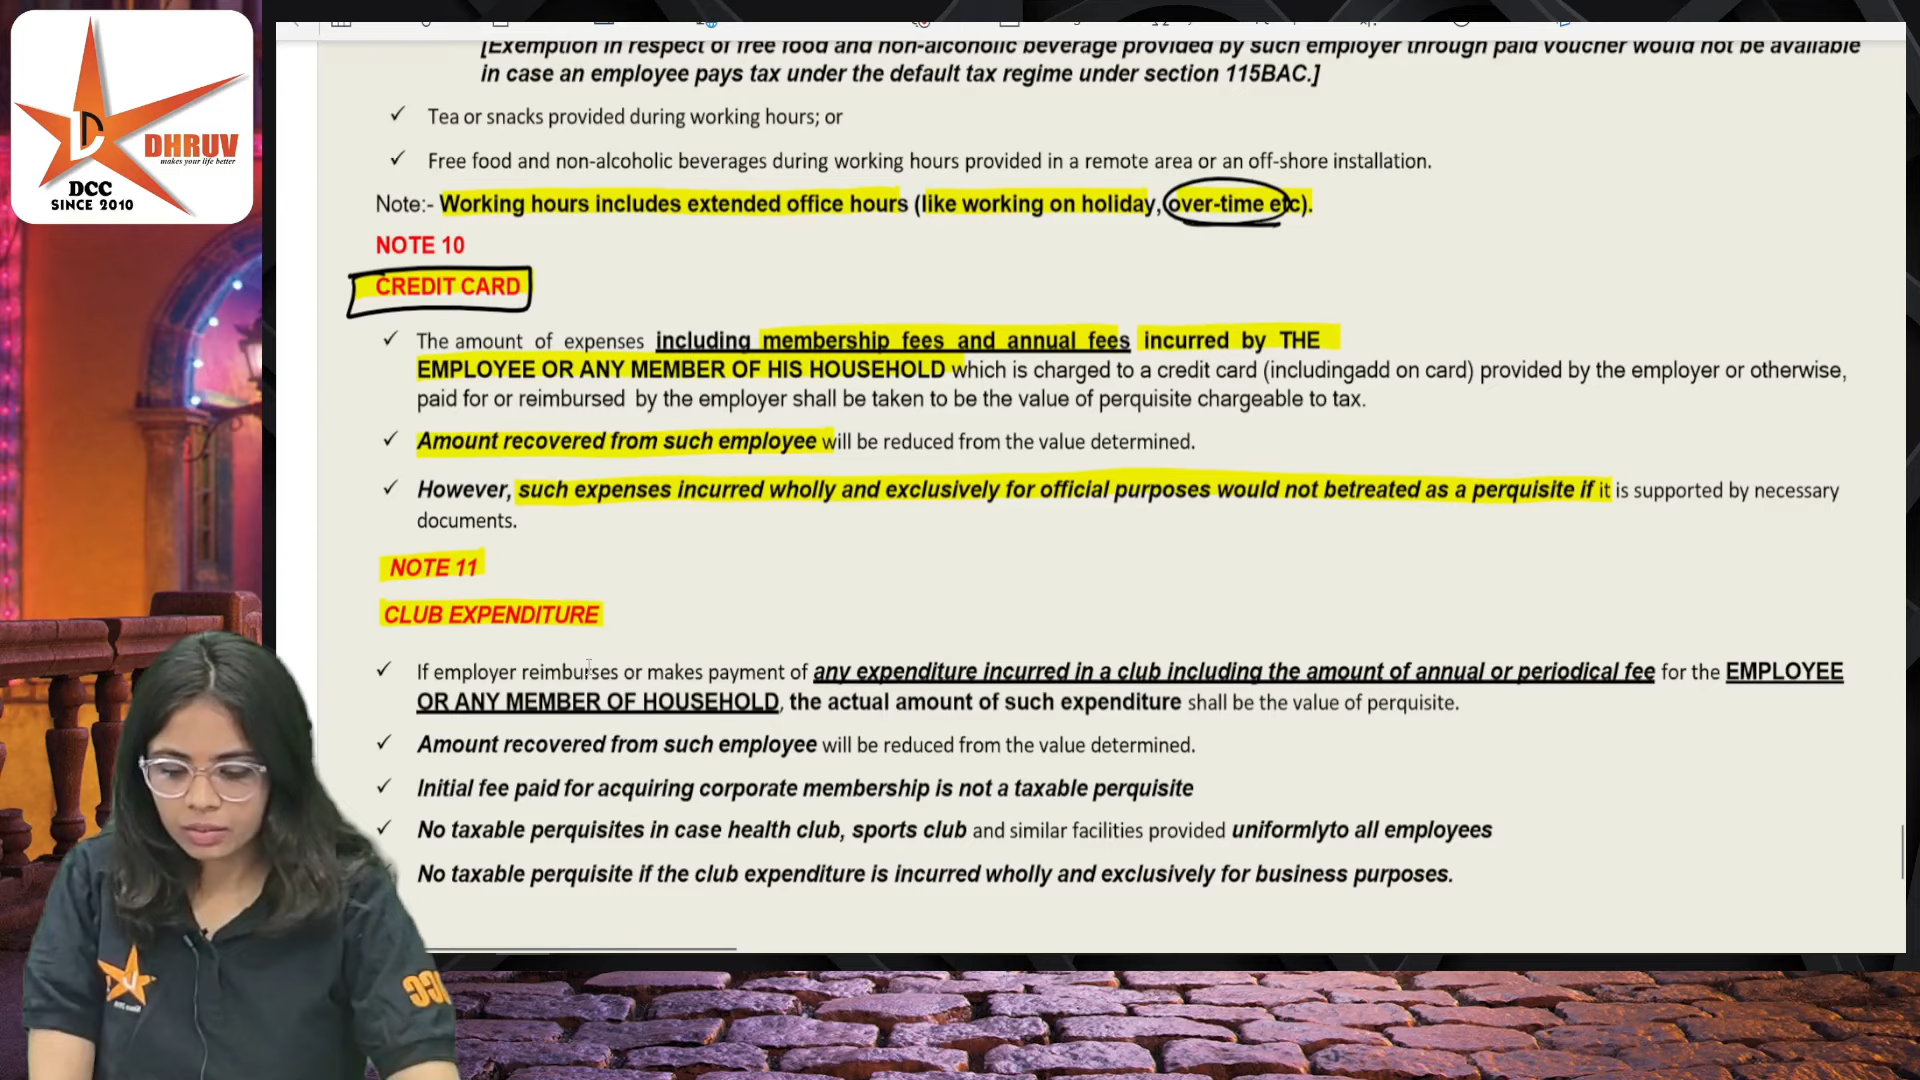 [Exemption in respect of free food and non-alcoholic beverage provided by such employer through paid voucher would not be available
in case an employee pays tax under the default tax regime under section 115BAC.]
✓ Tea or snacks provided during working hours; or
✓ Free food and non-alcoholic beverages during working hours provided in a remote area or an off-shore installation.
Note:- Working hours includes extended office hours (like working on holiday, over-time etc).
NOTE 10
CREDIT CARD
✓ The amount of expenses including membership fees and annual fees incurred by THE
EMPLOYEE OR ANY MEMBER OF HIS HOUSEHOLD which is charged to a credit card (includingadd on card) provided by the employer or otherwise,
paid for or reimbursed by the employer shall be taken to be the value of perquisite chargeable to tax.
✓ Amount recovered from such employee will be reduced from the value determined.
✓ However, such expenses incurred wholly and exclusively for official purposes would not betreated as a perquisite if it is supported by necessary
documents.
NOTE 11
CLUB EXPENDITURE
✓ If employer reimburses or makes payment of any expenditure incurred in a club including the amount of annual or periodical fee for the EMPLOYEE
OR ANY MEMBER OF HOUSEHOLD, the actual amount of such expenditure shall be the value of perquisite.
✓ Amount recovered from such employee will be reduced from the value determined.
✓ Initial fee paid for acquiring corporate membership is not a taxable perquisite
✓ No taxable perquisites in case health club, sports club and similar facilities provided uniformlyto all employees
No taxable perquisite if the club expenditure is incurred wholly and exclusively for business purposes.
DC
DHRUV
makes your life better
DCC
SINCE 2010